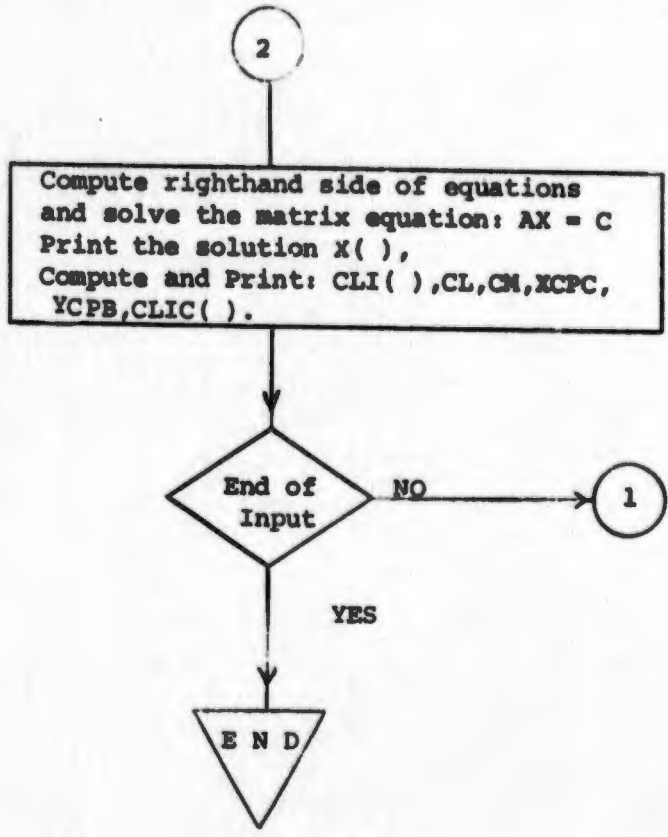 2
Compute righthand side of equations
and solve the matrix equation: AX = C
Print the solution X( ),
Compute and Print: CLI( ),CL,CM,XCPC,
YCPB,CLIC( ).
End of
Input
NO
1
YES
E N D